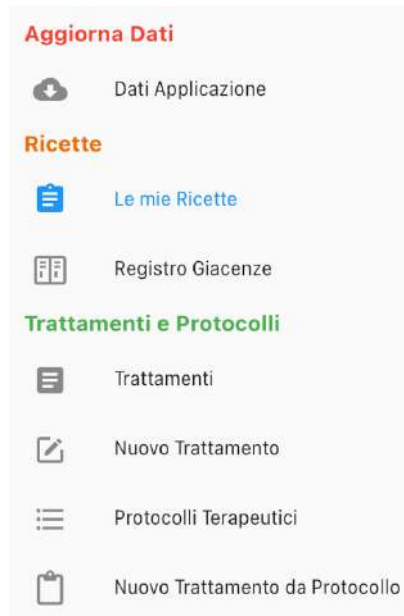 Aggiorna Dati
Dati Applicazione
Ricette
Le mie Ricette
Registro Giacenze
Trattamenti e Protocolli
Trattamenti
Nuovo Trattamento
Protocolli Terapeutici
Nuovo Trattamento da Protocollo